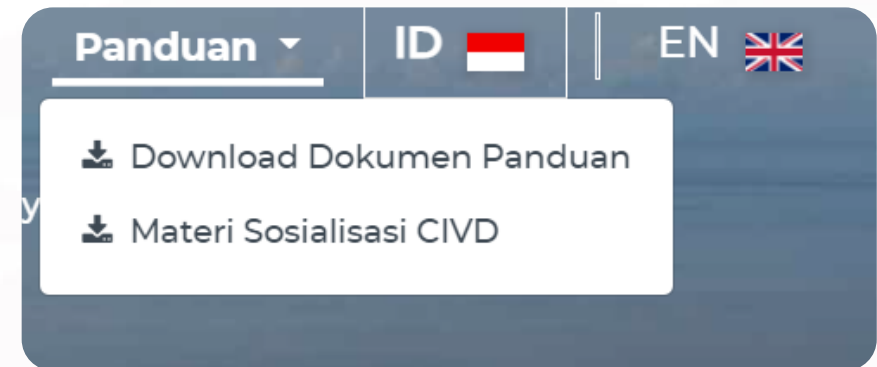 Panduan ID EN
Download Dokumen Panduan
y
Materi Sosialisasi CIVD